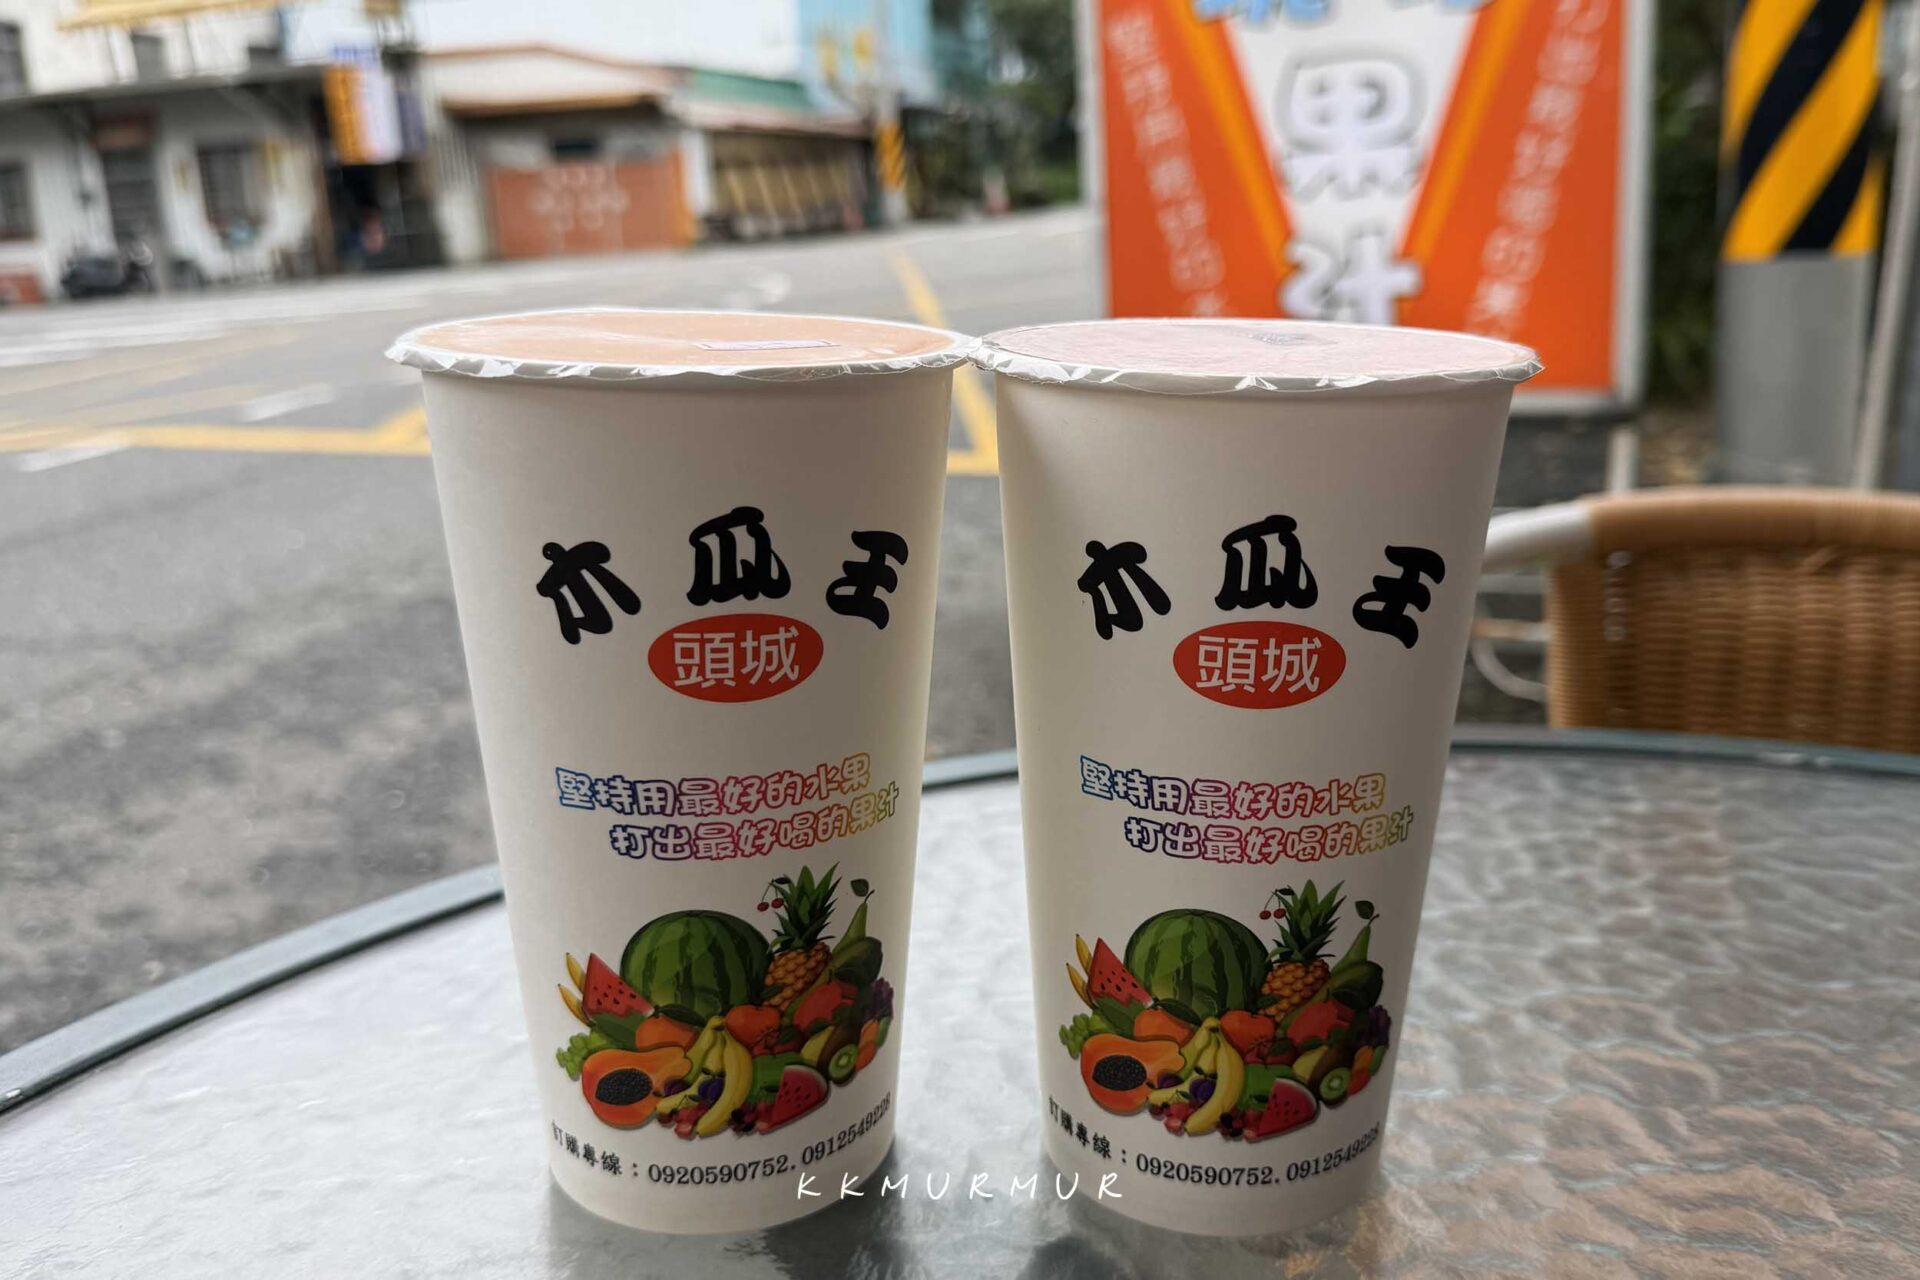 果
汁
木瓜王
頭城
堅持用最好的水果
打出最好喝的果汁
訂購專線：0920590752.0912549228
木瓜王
頭城
堅持用最好的水果
打出最好喝的果汁
訂購專線：0920590752.0912549228
KKMURMUR